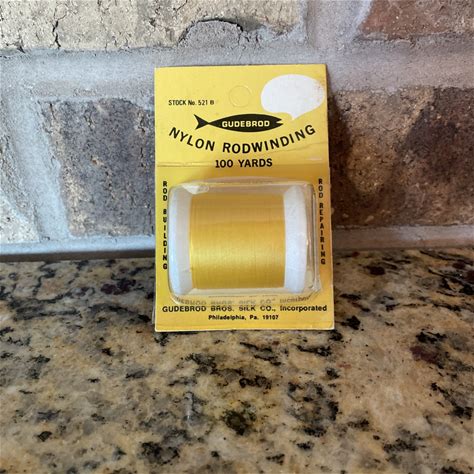 STOCK No. 521 B
GUDEBROD
NYLON RODWINDING
100 YARDS
ROD BUILDING
ROD REPAIRING
GUDEBROD BROS. SILK CO., Incorporated
Philadelphia, Pa. 19107